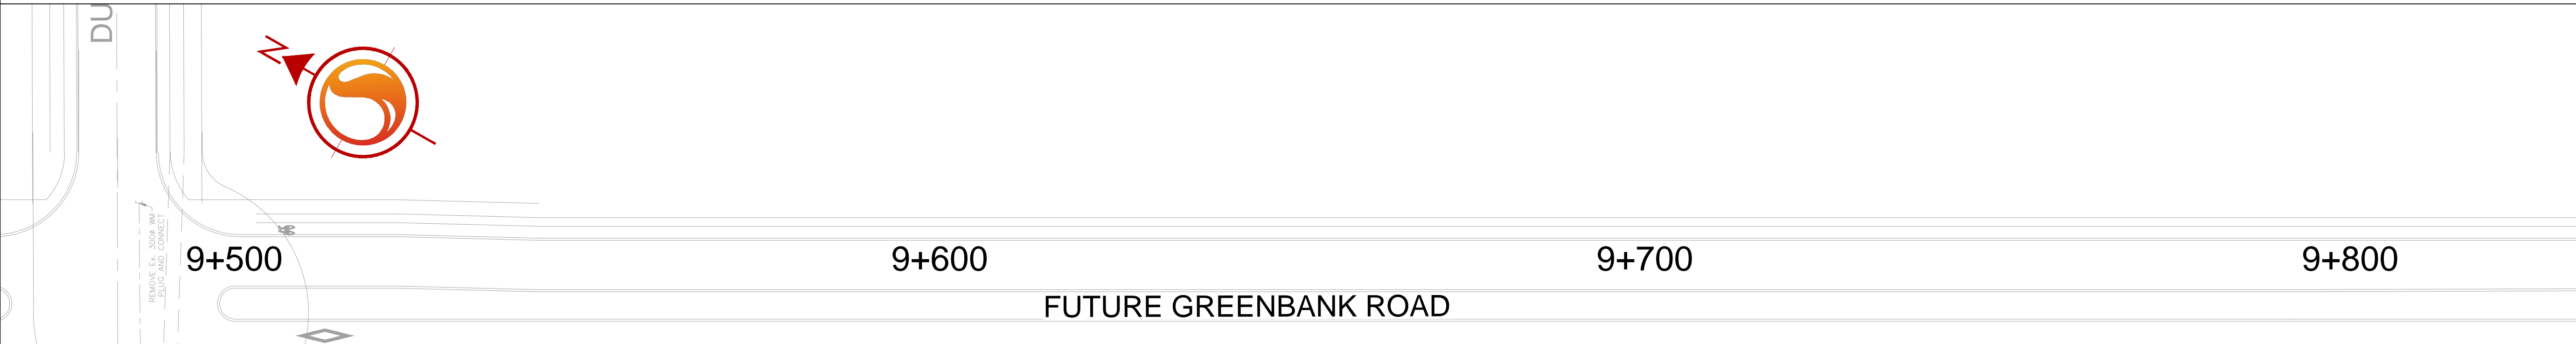 DU
N
REMOVE Ex. 300ø WM
PLUG AND CONNECT
9+500
9+600
9+700
9+800
FUTURE GREENBANK ROAD